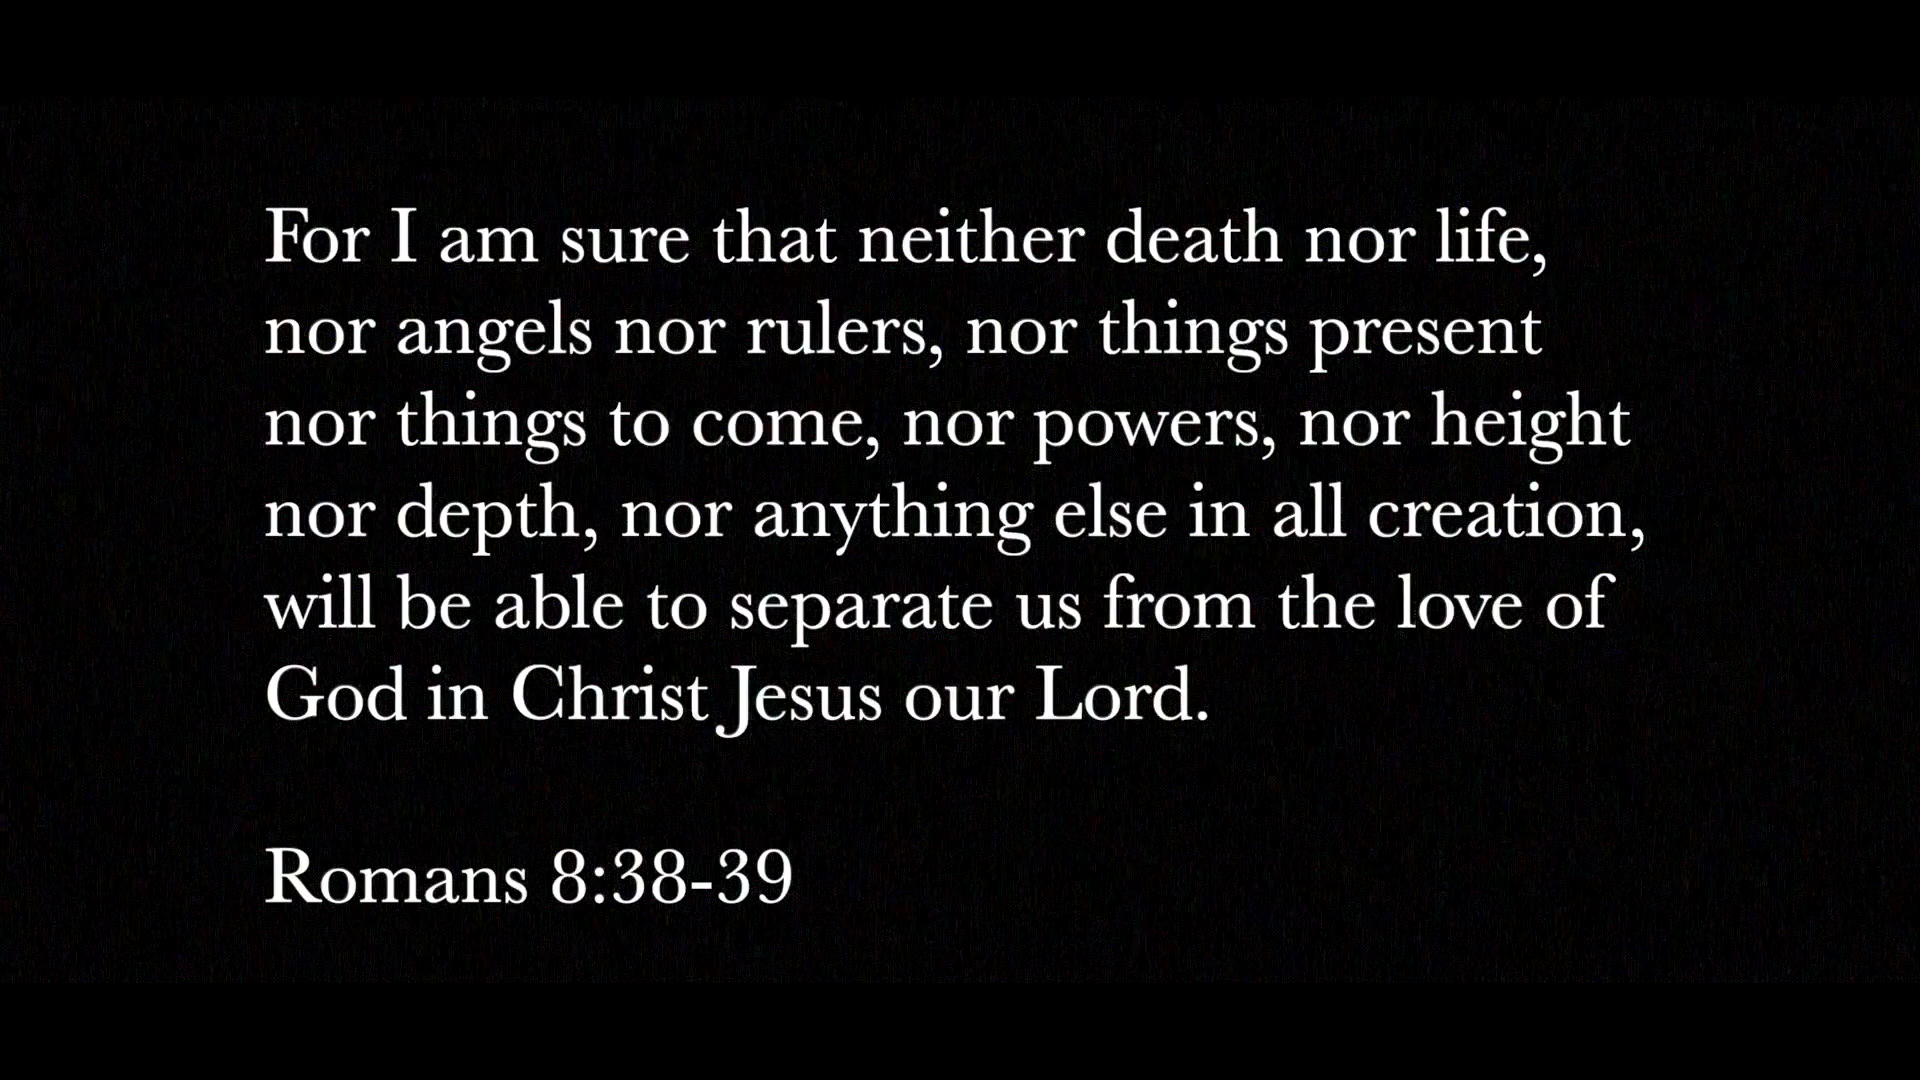 For I am sure that neither death nor life,
nor angels nor rulers, nor things present
nor things to come, nor powers, nor height
nor depth, nor anything else in all creation,
will be able to separate us from the love of
God in Christ Jesus our Lord.
Romans 8:38-39